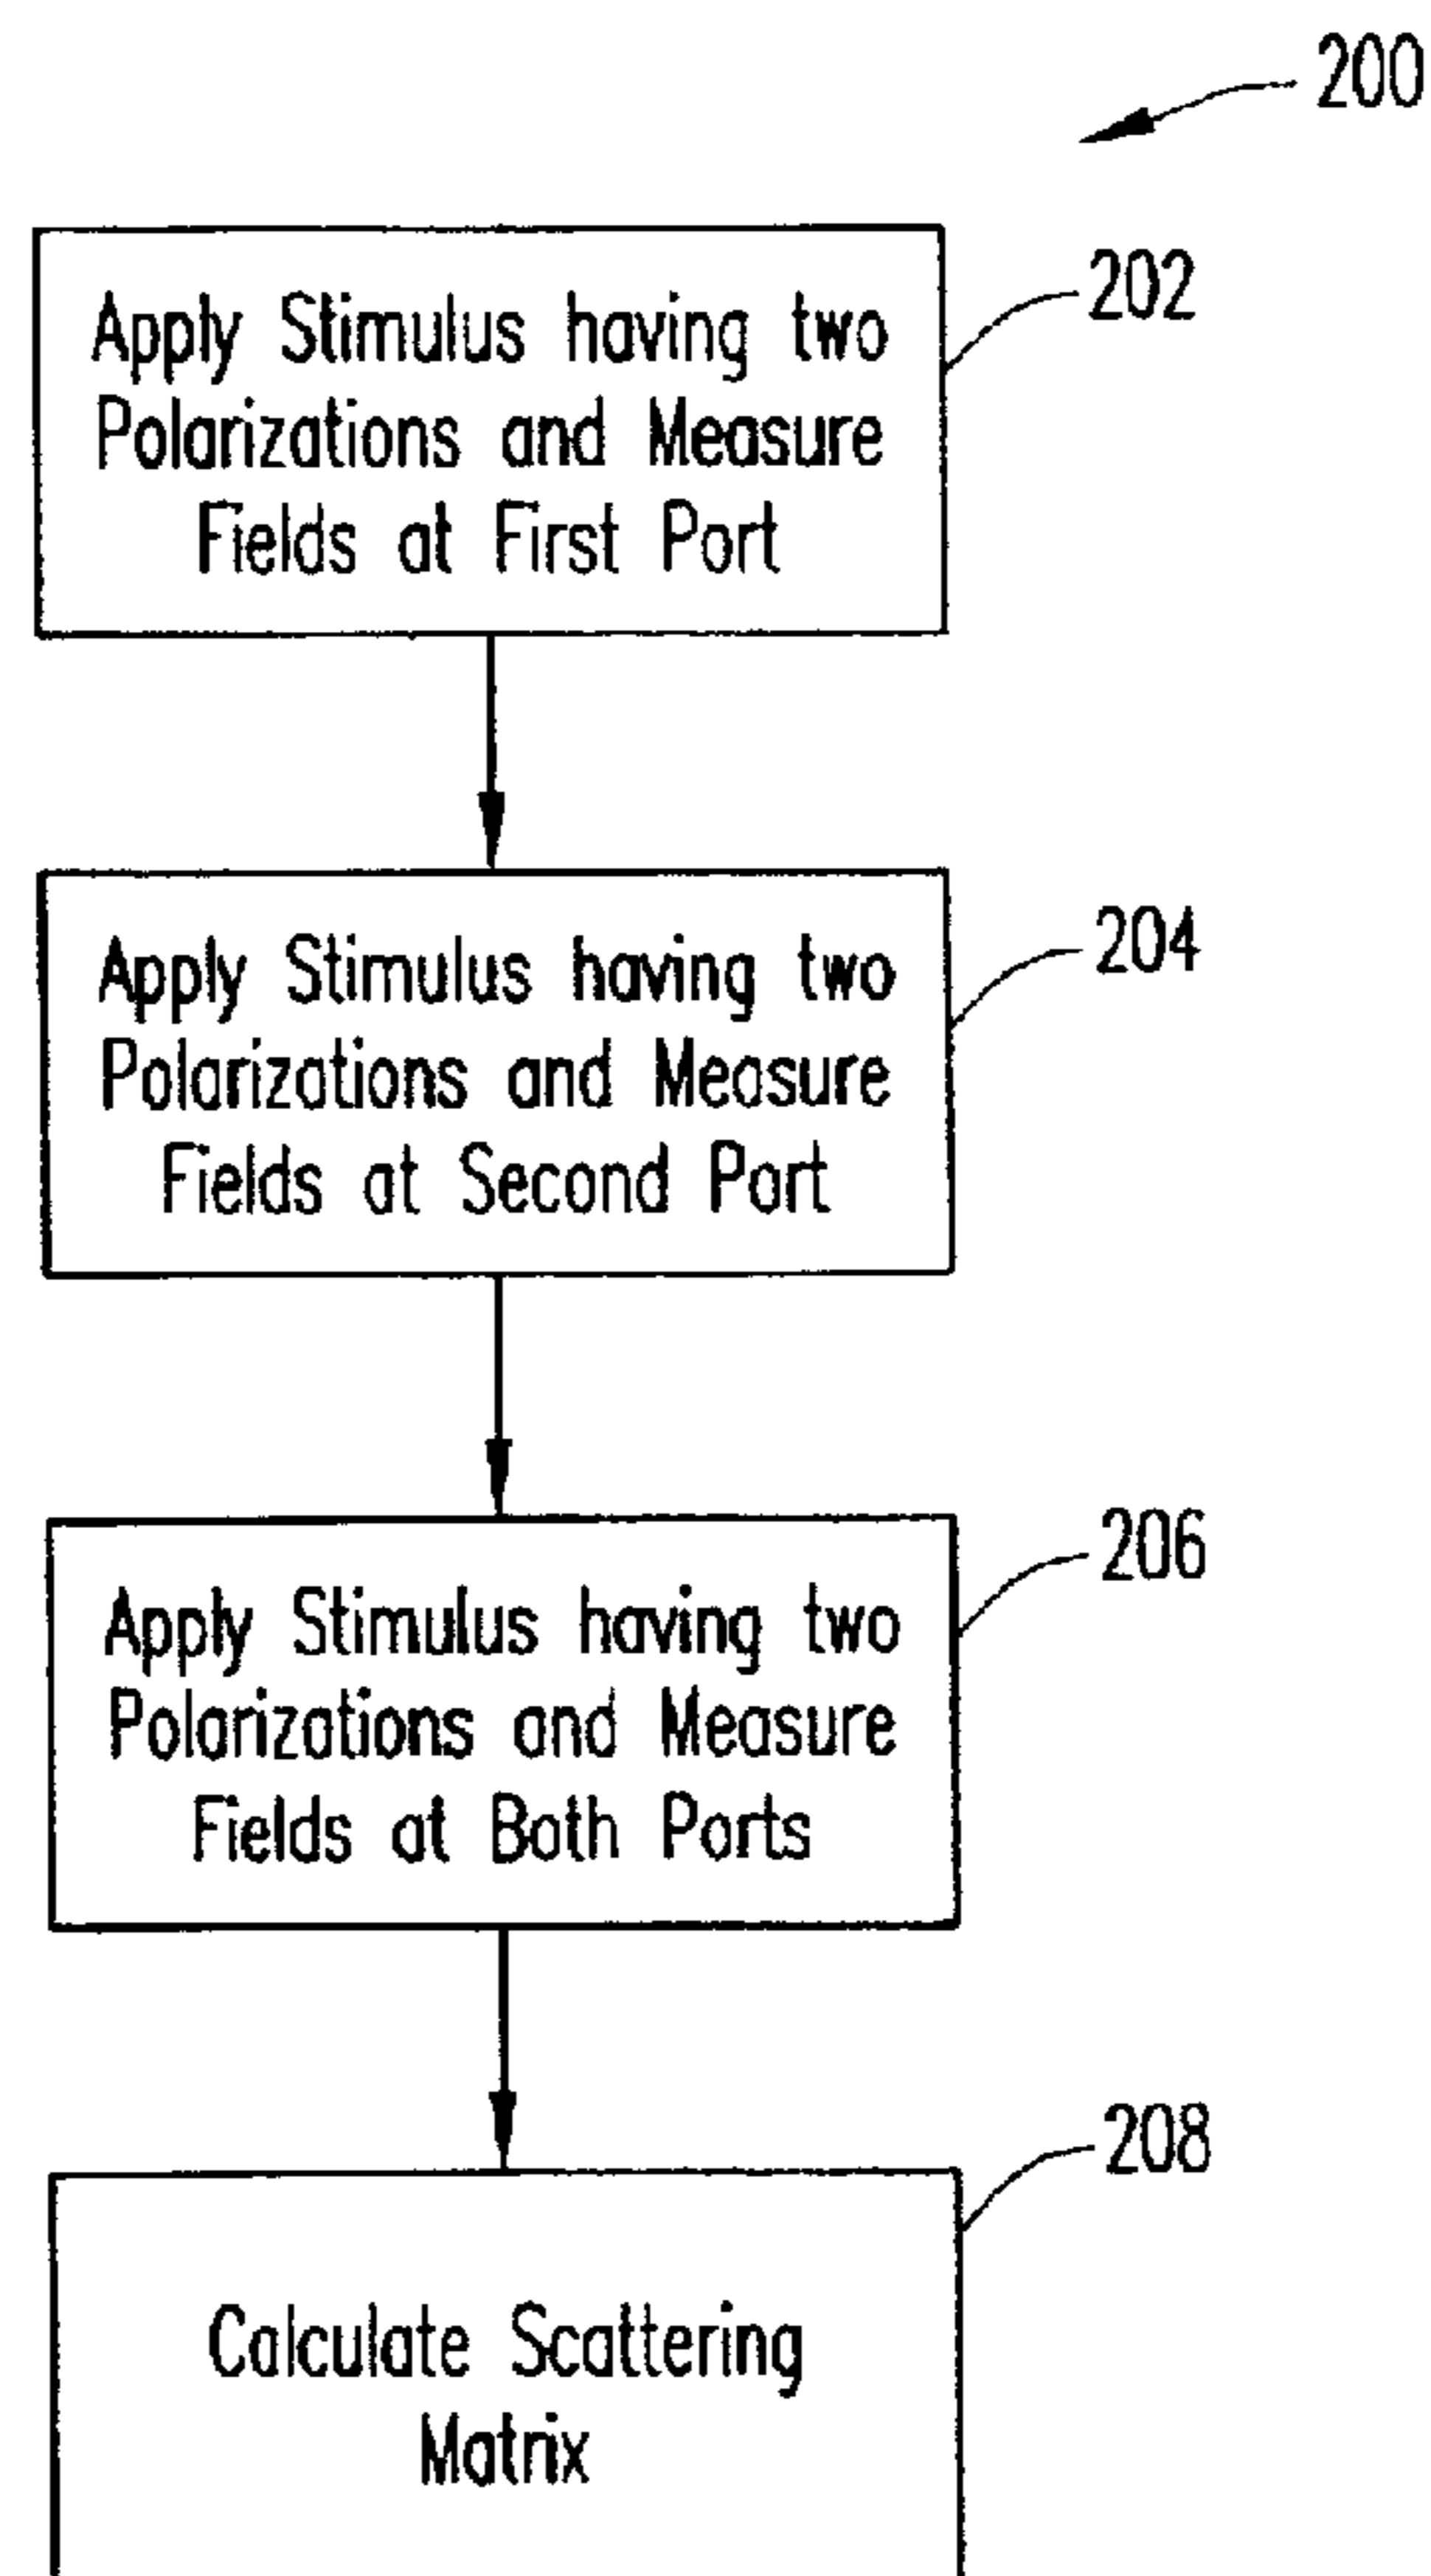 200
202
Apply Stimulus having two
Polarizations and Measure
Fields at First Port
204
Apply Stimulus having two
Polarizations and Measure
Fields at Second Port
206
Apply Stimulus having two
Polarizations and Measure
Fields at Both Ports
208
Calculate Scattering
Matrix